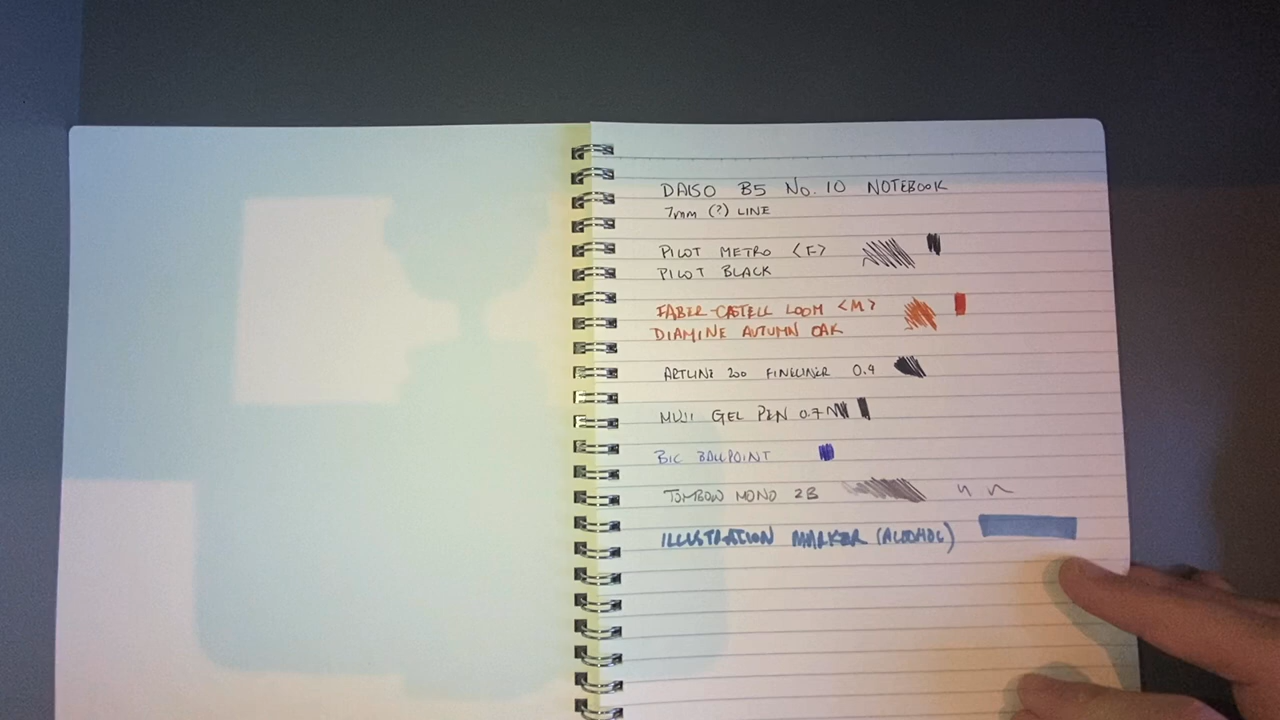 DAISO B5 No. 10 NOTEBOOK
7mm (?) LINE
PILOT METRO <F>
PILOT BLACK
FABER-CASTELL LOOM <M>
DIAMINE AUTUMN OAK
ARTLINE 200 FINELINER 0.4
MUJI GEL PEN 0.7
BIC BALLPOINT
TOMBOW MONO 2B
ILLUSTRATION MARKER (ALCOHOL)